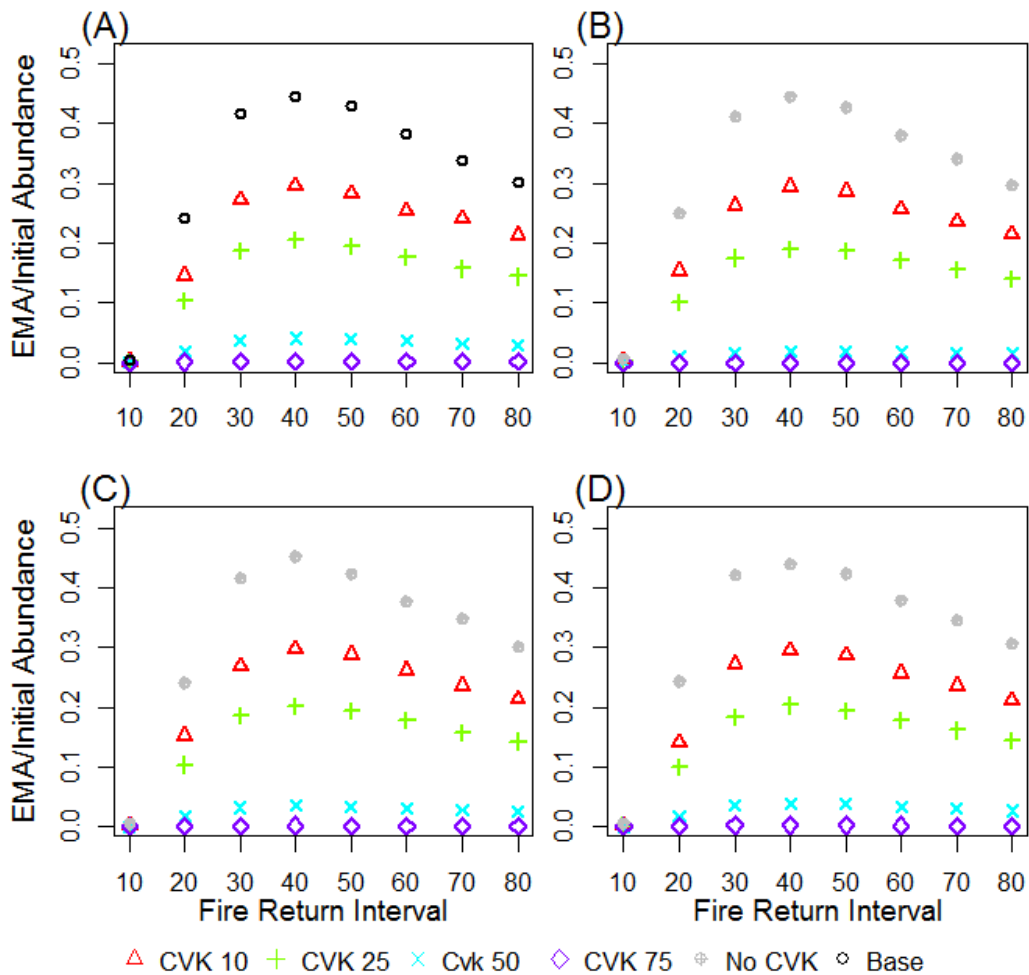 (A) (B)
EMA/Initial Abundance
0.5 0.5
0.4 0.4
0.3 0.3
0.2 0.2
0.1 0.1
0.0 0.0
10 20 30 40 50 60 70 80 10 20 30 40 50 60 70 80
(C) (D)
EMA/Initial Abundance
0.5 0.5
0.4 0.4
0.3 0.3
0.2 0.2
0.1 0.1
0.0 0.0
10 20 30 40 50 60 70 80 10 20 30 40 50 60 70 80
Fire Return Interval Fire Return Interval
CVK 10 CVK 25 Cvk 50 CVK 75 No CVK Base